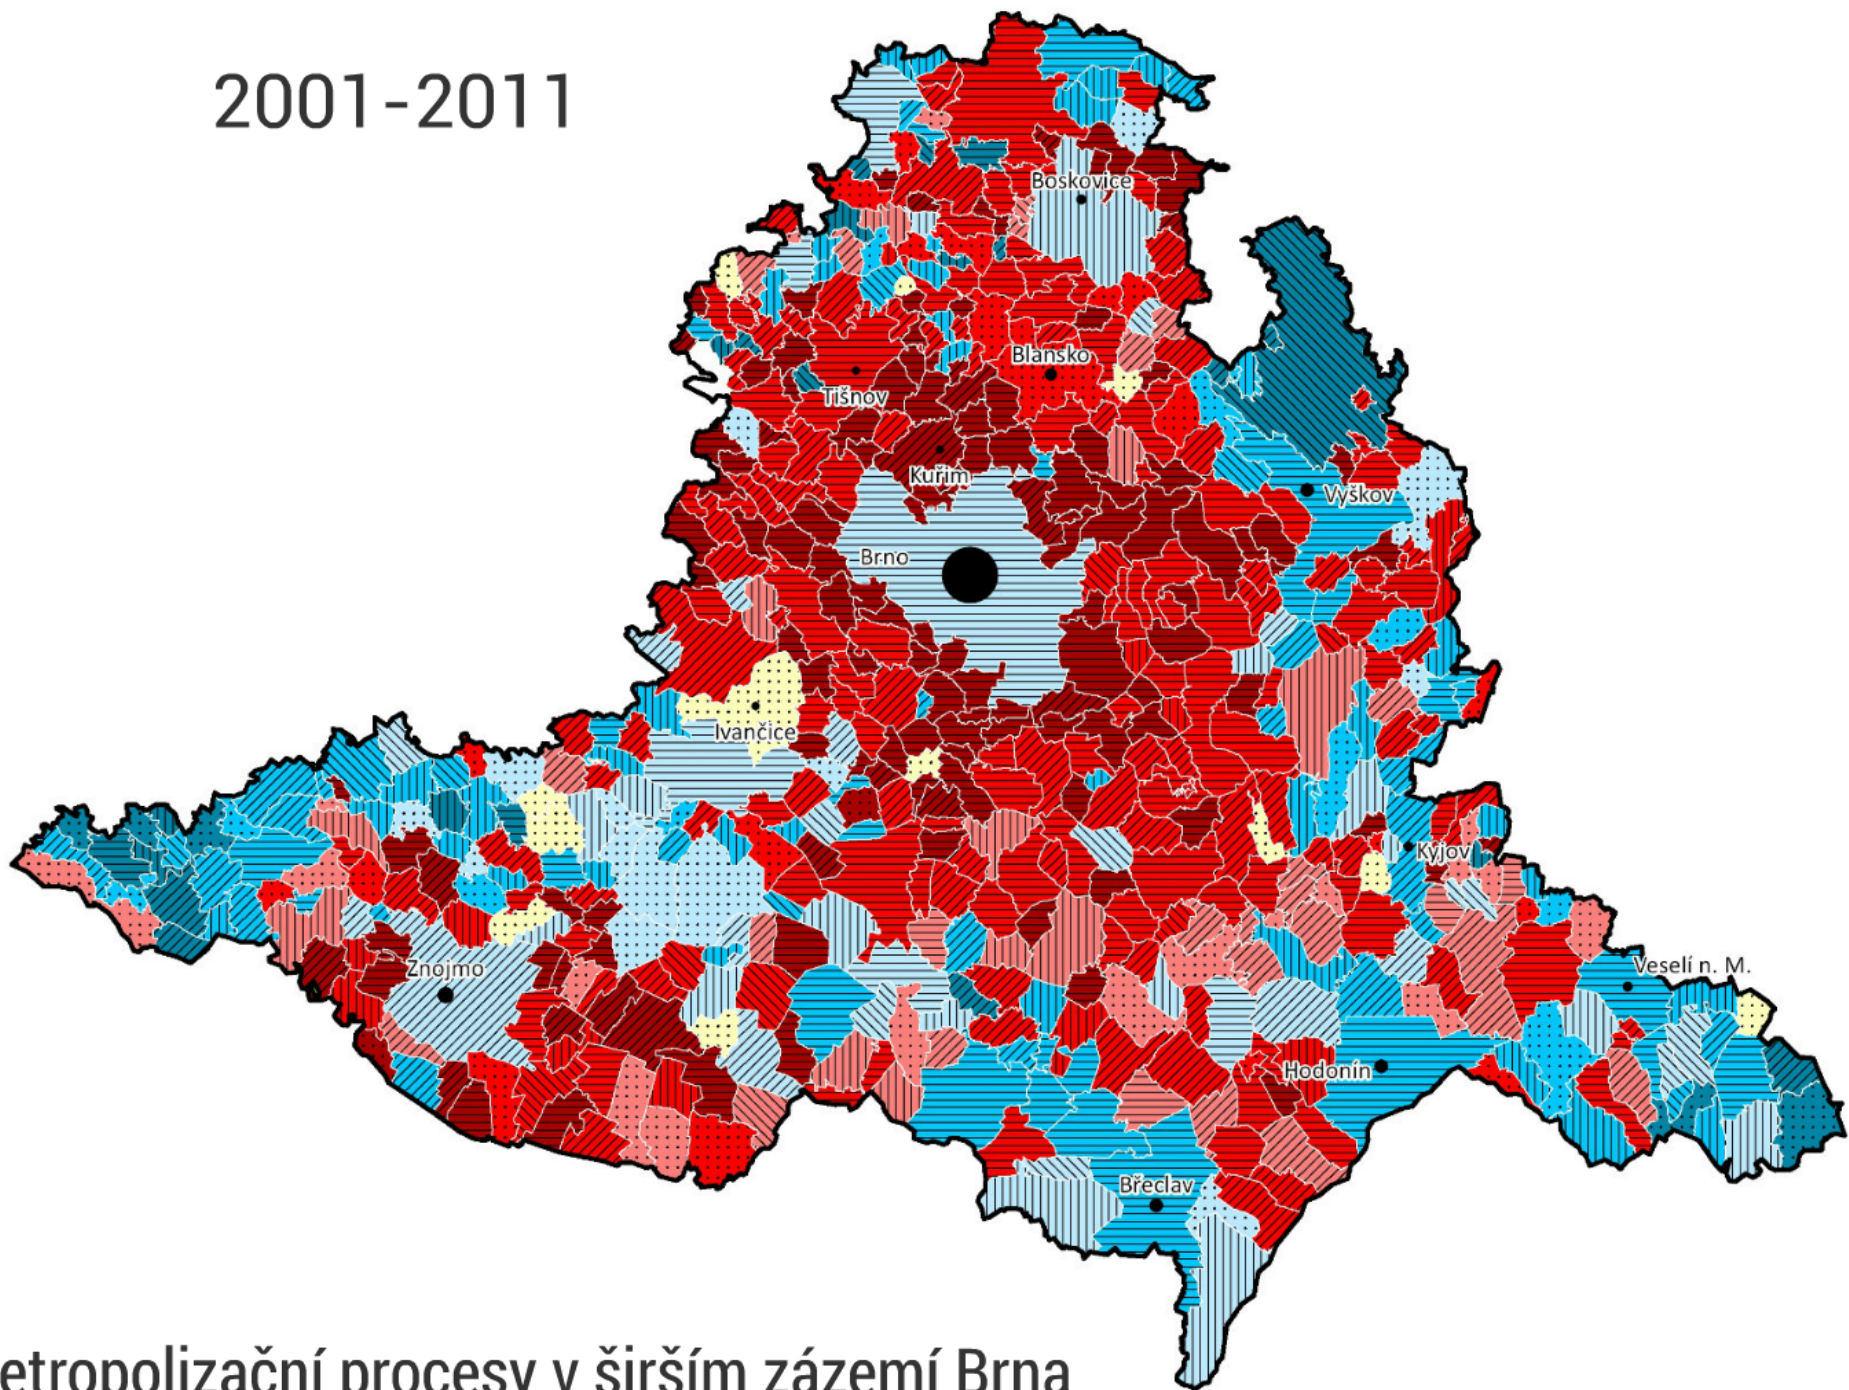 2001-2011
Boskovice
Blansko
Tišnov
Kuřim
Vyškov
Brno
Ivančice
Kyjov
Znojmo
Veselí n. M.
Hodonín
Břeclav
etropolizační procesy v širším zázemí Brna